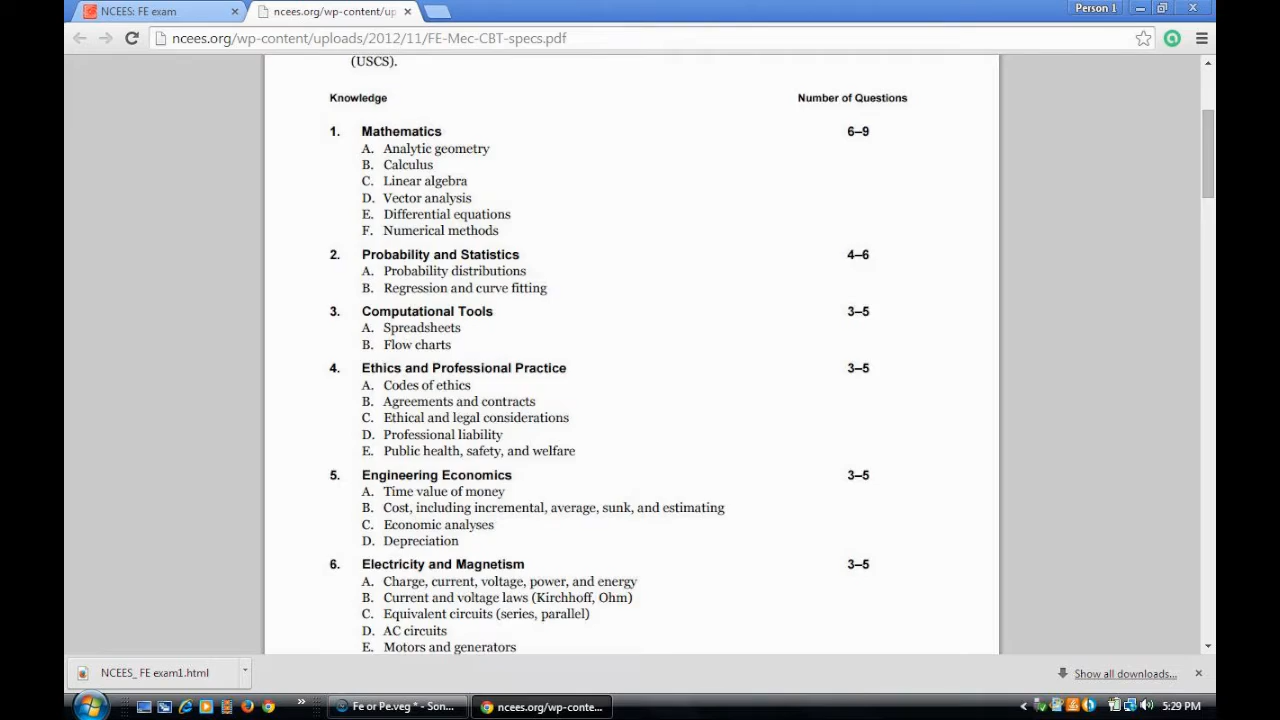 NCEES: FE exam
ncees.org/wp-content/up
Person 1
ncees.org/wp-content/uploads/2012/11/FE-Mec-CBT-specs.pdf
(USCS).
Knowledge Number of Questions
1. Mathematics 6–9
A. Analytic geometry
B. Calculus
C. Linear algebra
D. Vector analysis
E. Differential equations
F. Numerical methods
2. Probability and Statistics 4–6
A. Probability distributions
B. Regression and curve fitting
3. Computational Tools 3–5
A. Spreadsheets
B. Flow charts
4. Ethics and Professional Practice 3–5
A. Codes of ethics
B. Agreements and contracts
C. Ethical and legal considerations
D. Professional liability
E. Public health, safety, and welfare
5. Engineering Economics 3–5
A. Time value of money
B. Cost, including incremental, average, sunk, and estimating
C. Economic analyses
D. Depreciation
6. Electricity and Magnetism 3–5
A. Charge, current, voltage, power, and energy
B. Current and voltage laws (Kirchhoff, Ohm)
C. Equivalent circuits (series, parallel)
D. AC circuits
E. Motors and generators
NCEES_ FE exam1.html
Show all downloads...
Fe or Pe.veg * - Son...
ncees.org/wp-conte...
5:29 PM